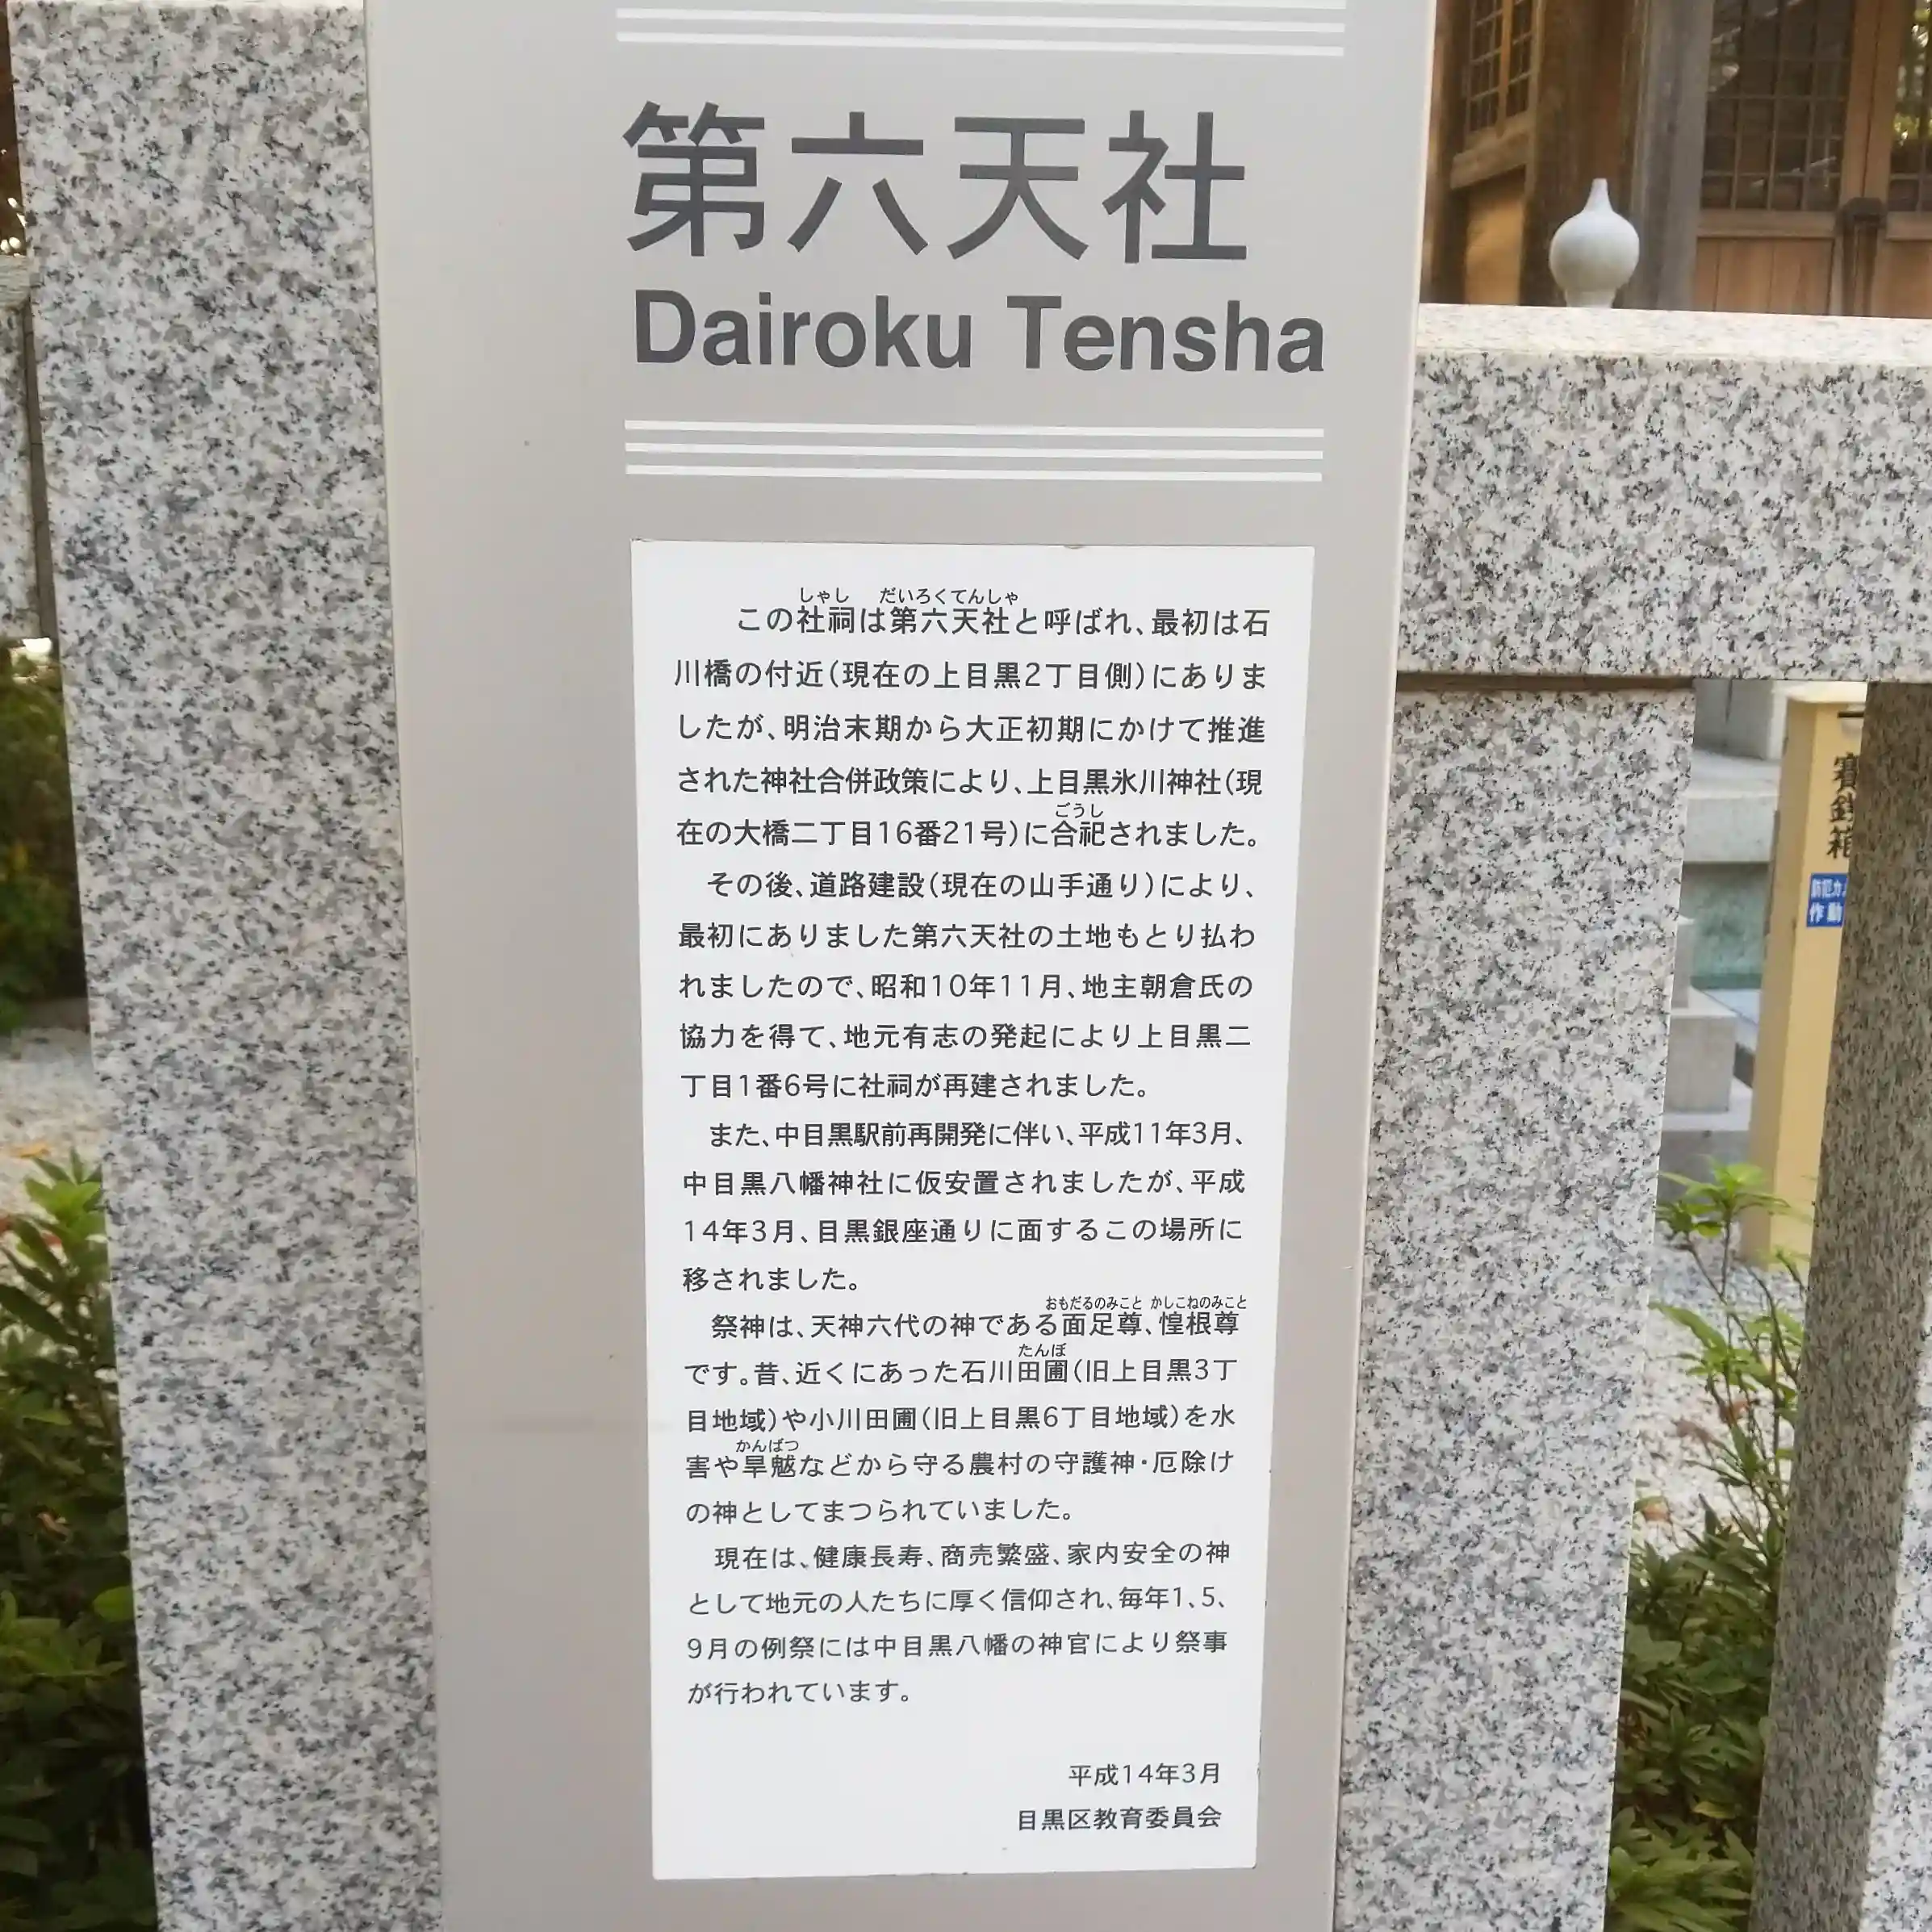 第六天社
Dairoku Tensha
しゃし だいろくてんしゃ
この社祠は第六天社と呼ばれ、最初は石
川橋の付近(現在の上目黒2丁目側)にありま
したが、明治末期から大正初期にかけて推進
された神社合併政策により、上目黒氷川神社(現
ごうし
在の大橋二丁目16番21号)に合祀されました。
その後、道路建設(現在の山手通り)により、
最初にありました第六天社の土地もとり払わ
れましたので、昭和10年11月、地主朝倉氏の
協力を得て、地元有志の発起により上目黒二
丁目1番6号に社祠が再建されました。
また、中目黒駅前再開発に伴い、平成11年3月、
中目黒八幡神社に仮安置されましたが、平成
14年3月、目黒銀座通りに面するこの場所に
移されました。
おもだるのみこと かしこねのみこと
祭神は、天神六代の神である面足尊、惶根尊
たんぼ
です。昔、近くにあった石川田圃(旧上目黒3丁
目地域)や小川田圃(旧上目黒6丁目地域)を水
かんばつ
害や旱魃などから守る農村の守護神・厄除け
の神としてまつられていました。
現在は、健康長寿、商売繁盛、家内安全の神
として地元の人たちに厚く信仰され、毎年1、5、
9月の例祭には中目黒八幡の神官により祭事
が行われています。
平成14年3月
目黒区教育委員会
賽銭箱
防犯カ
作動